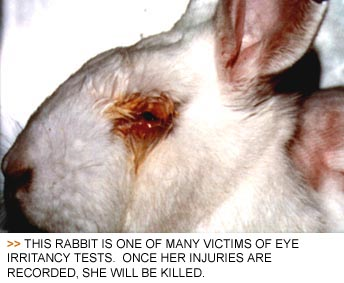 >> THIS RABBIT IS ONE OF MANY VICTIMS OF EYE
IRRITANCY TESTS.  ONCE HER INJURIES ARE
RECORDED, SHE WILL BE KILLED.